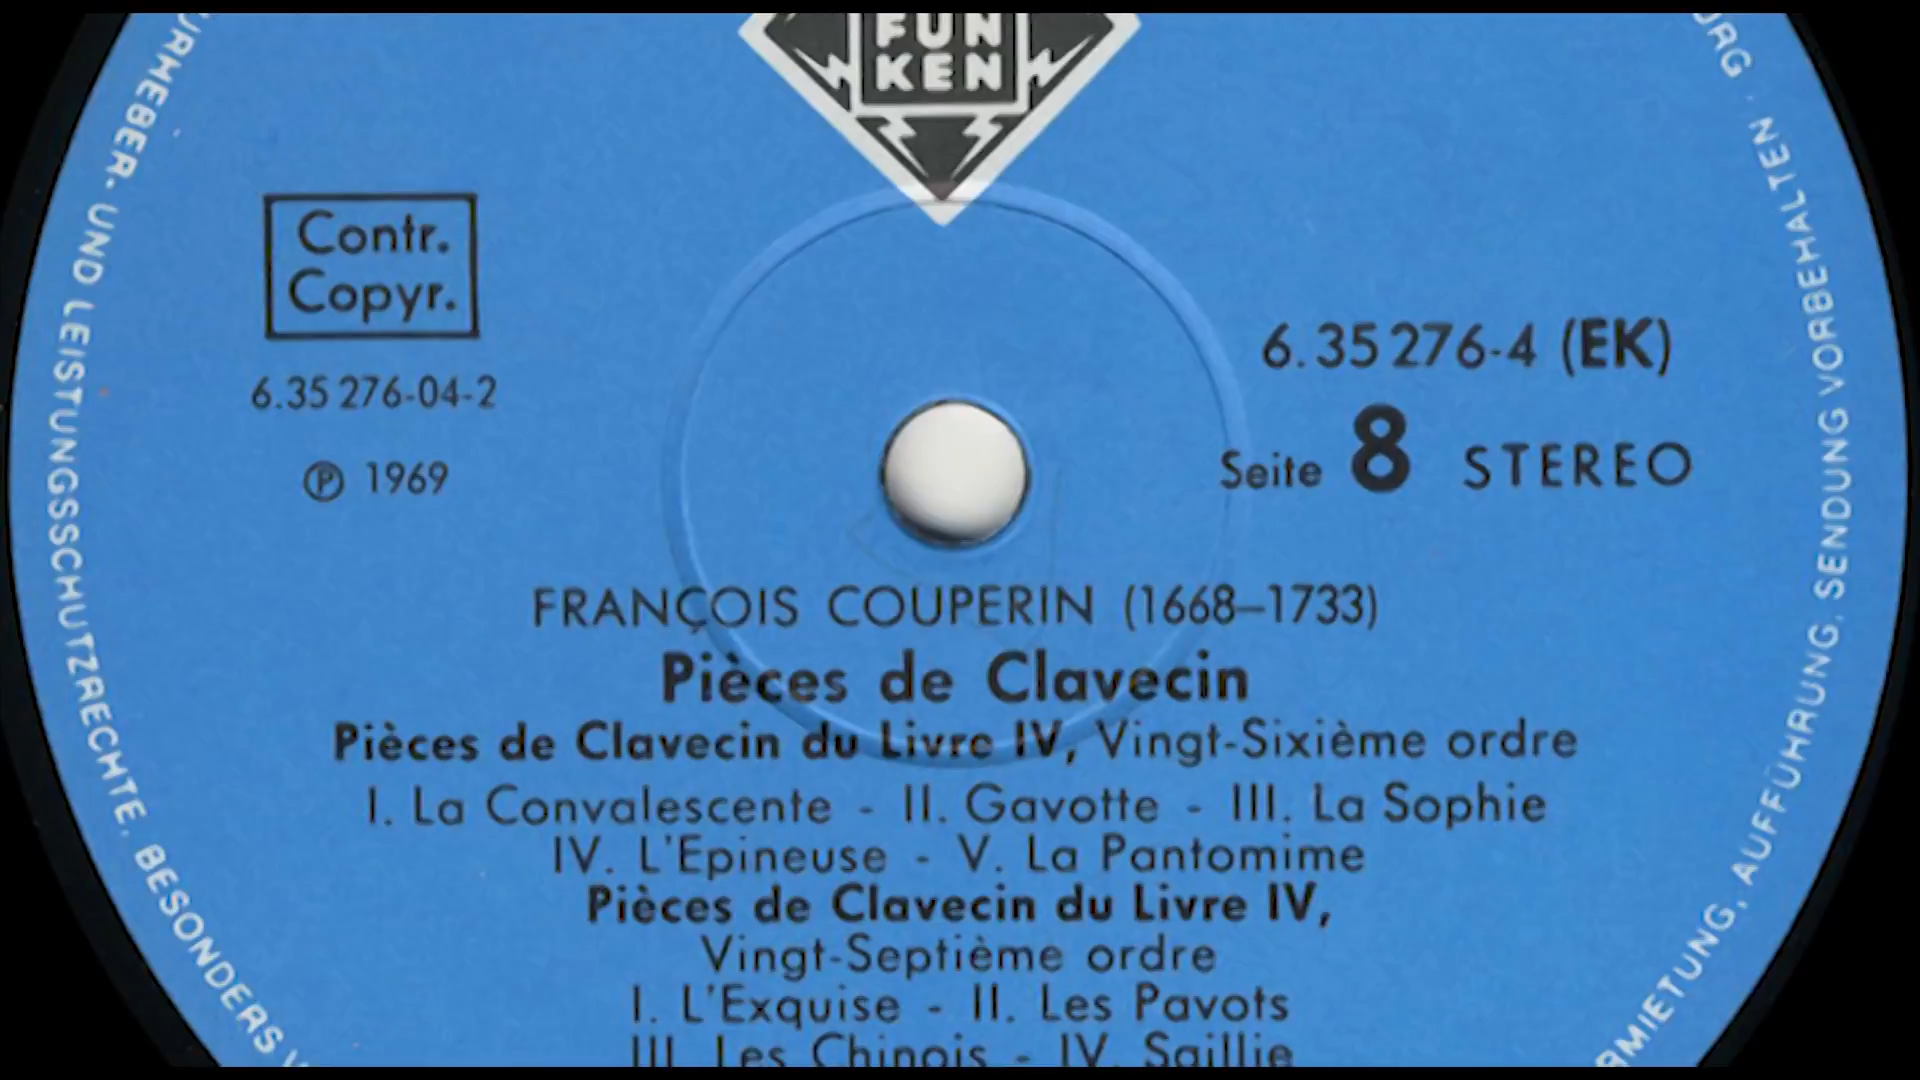 FUN
KEN
Contr.
Copyr.
6.35 276-04-2
℗ 1969
6.35 276-4 (EK)
Seite 8 STEREO
FRANÇOIS COUPERIN (1668–1733)
Pièces de Clavecin
Pièces de Clavecin du Livre IV, Vingt-Sixième ordre
I. La Convalescente - II. Gavotte - III. La Sophie
IV. L'Epineuse - V. La Pantomime
Pièces de Clavecin du Livre IV,
Vingt-Septième ordre
I. L'Exquise - II. Les Pavots
III. Les Chinois - IV. Saillie
URHEBER- UND LEISTUNGSSCHUTZRECHTE, BESONDERS
RMIETUNG, AUFFÜHRUNG, SENDUNG VORBEHALTEN ·
URG